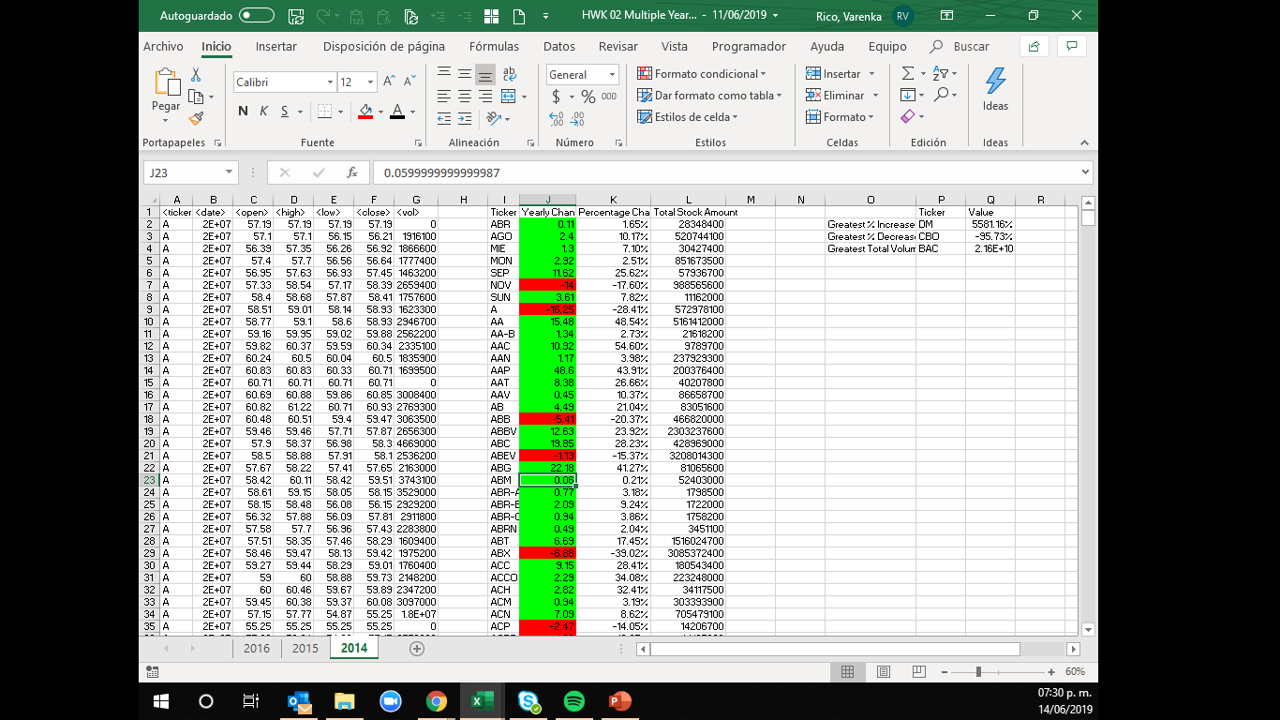 Autoguardado HWK 02 Multiple Year... - 11/06/2019 Rico, Varenka RV
Archivo Inicio Insertar Disposición de página Fórmulas Datos Revisar Vista Programador Ayuda Equipo Buscar
Pegar Calibri 12 N K S General $ % 000 Formato condicional Dar formato como tabla Estilos de celda Insertar Eliminar Formato Ideas
Portapapeles Fuente Alineación Número Estilos Celdas Edición Ideas
J23 fx 0.0599999999999987
A B C D E F G H I J K L M N O P Q R
1 <ticker <date> <open> <high> <low> <close> <vol> Ticker Yearly Chan Percentage Cha Total Stock Amount Ticker Value
2 A 2E+07 57.19 57.19 57.19 57.19 0 ABR 0.11 1.65% 28348400 Greatest % Increase DM 5581.16%
3 A 2E+07 57.1 57.1 56.15 56.21 1916100 AGO 2.4 10.17% 520744100 Greatest % Decreas CBO -95.73%
4 A 2E+07 56.39 57.35 56.26 56.92 1866600 MIE 1.3 7.10% 30427400 Greatest Total Volum BAC 2.16E+10
5 A 2E+07 57.4 57.7 56.56 56.64 1777400 MON 2.92 2.51% 851673500
6 A 2E+07 56.95 57.63 56.93 57.45 1463200 SEP 11.62 25.62% 57936700
7 A 2E+07 57.33 58.54 57.17 58.39 2659400 NOV -14 -17.60% 988565600
8 A 2E+07 58.4 58.68 57.87 58.41 1757600 SUN 3.61 7.82% 11162000
9 A 2E+07 58.51 59.01 58.14 58.93 1623300 A -16.25 -28.41% 572978100
10 A 2E+07 58.77 59.1 58.6 58.93 2946700 AA 15.48 48.54% 5161412000
11 A 2E+07 59.16 59.95 59.02 59.88 2562200 AA-B 1.34 2.73% 21618200
12 A 2E+07 59.82 60.37 59.59 60.34 2335100 AAC 10.92 54.60% 9789700
13 A 2E+07 60.24 60.5 60.04 60.5 1835900 AAN 1.17 3.98% 237929300
14 A 2E+07 60.83 60.83 60.33 60.71 1699500 AAP 48.6 43.91% 200376400
15 A 2E+07 60.71 60.71 60.71 60.71 0 AAT 8.38 26.66% 40207800
16 A 2E+07 60.69 60.88 59.86 60.85 3008400 AAV 0.45 10.37% 86658700
17 A 2E+07 60.82 61.22 60.71 60.93 2769300 AB 4.49 21.04% 83051600
18 A 2E+07 60.48 60.51 59.4 59.47 3063500 ABB -5.41 -20.37% 466820000
19 A 2E+07 59.46 59.46 57.71 57.87 2656300 ABBV 12.63 23.92% 2303237600
20 A 2E+07 57.9 58.37 56.98 58.3 4669000 ABC 19.85 28.23% 428969000
21 A 2E+07 58.5 58.88 57.91 58.1 2536200 ABEV -1.13 -15.37% 3208014300
22 A 2E+07 57.67 58.22 57.41 57.65 2163000 ABG 22.18 41.27% 81065600
23 A 2E+07 58.42 60.11 58.42 59.51 3743100 ABM 0.06 0.21% 52403000
24 A 2E+07 58.61 59.15 58.05 58.15 3529000 ABR-A 0.77 3.18% 1798500
25 A 2E+07 58.15 58.48 56.08 56.15 2929200 ABR-B 2.09 9.24% 1722000
26 A 2E+07 56.32 57.88 56.09 57.81 2911800 ABR-C 0.94 3.86% 1758200
27 A 2E+07 57.58 57.7 56.96 57.43 2283800 ABRN 0.49 2.04% 3451100
28 A 2E+07 57.51 58.35 57.46 58.29 1609400 ABT 6.69 17.45% 1516024700
29 A 2E+07 58.46 59.47 58.13 59.42 1975200 ABX -6.88 -39.02% 3085372400
30 A 2E+07 59.27 59.44 58.29 59.01 1760400 ACC 9.15 28.41% 180543400
31 A 2E+07 59 60 58.88 59.73 2148200 ACCO 2.29 34.08% 223248000
32 A 2E+07 60 60.46 59.67 59.89 2347200 ACH 2.82 32.41% 34117500
33 A 2E+07 59.45 60.38 59.37 60.08 3097000 ACM 0.94 3.19% 303393900
34 A 2E+07 57.15 57.77 54.87 55.25 1.8E+07 ACN 7.09 8.62% 705479100
35 A 2E+07 55.25 55.25 55.25 55.25 0 ACP -2.47 -14.05% 14206700
2016 2015 2014
60%
07:30 p. m.
14/06/2019